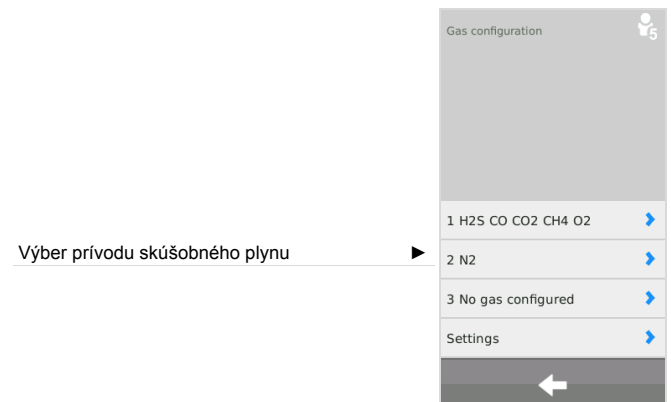 Gas configuration
5
1 H2S CO CO2 CH4 O2
Výber prívodu skúšobného plynu ►
2 N2
3 No gas configured
Settings